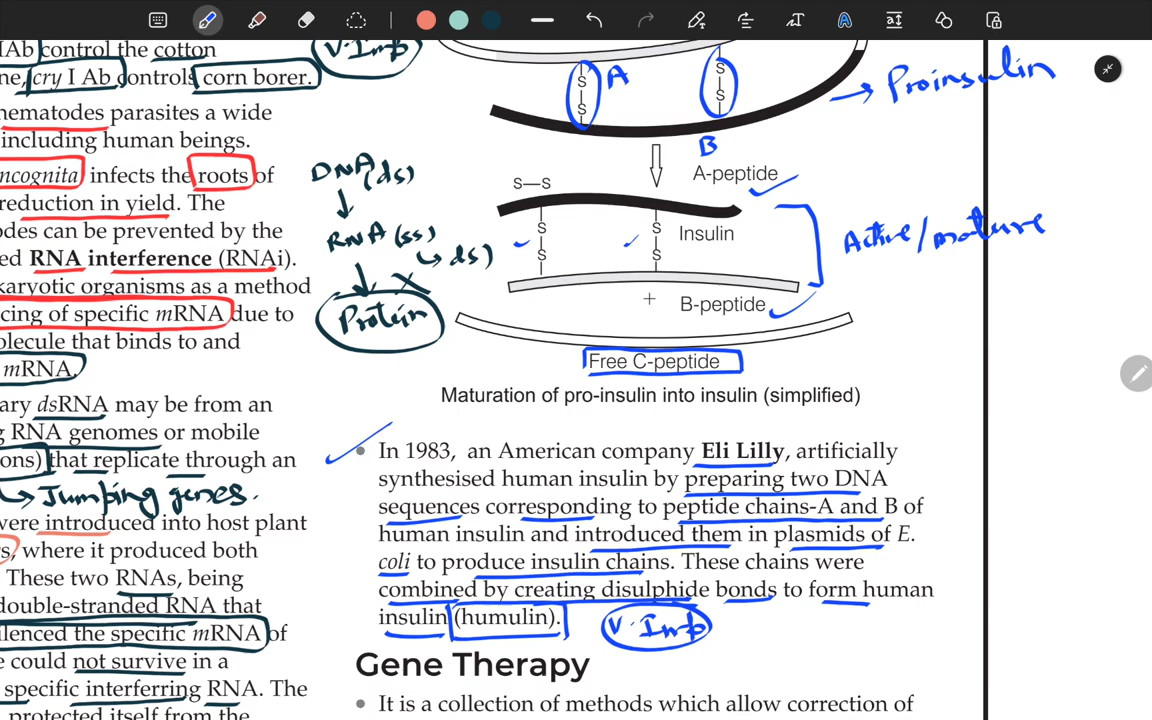 IAb control the cotton
ne, cry I Ab controls corn borer.
nematodes parasites a wide
including human beings.
incognita infects the roots of
reduction in yield. The
odes can be prevented by the
ed RNA interference (RNAi).
karyotic organisms as a method
cing of specific mRNA due to
olecule that binds to and
mRNA.
ary dsRNA may be from an
g RNA genomes or mobile
ons) that replicate through an
↳ Jumping genes.
were introduced into host plant
s, where it produced both
These two RNAs, being
double-stranded RNA that
ilenced the specific mRNA of
e could not survive in a
specific interferring RNA. The
protected itself from the
V. Imp
DNA (ds)
↓
RNA (ss)
↳ ds)
↓ X
Protein
S
S
A
S
S
B
→ Proinsulin
A-peptide
S—S
S
S
S
S
Insulin
Active/mature
+
B-peptide
Free C-peptide
Maturation of pro-insulin into insulin (simplified)
• In 1983, an American company Eli Lilly, artificially
synthesised human insulin by preparing two DNA
sequences corresponding to peptide chains-A and B of
human insulin and introduced them in plasmids of E.
coli to produce insulin chains. These chains were
combined by creating disulphide bonds to form human
insulin (humulin).
V. Imp
Gene Therapy
• It is a collection of methods which allow correction of